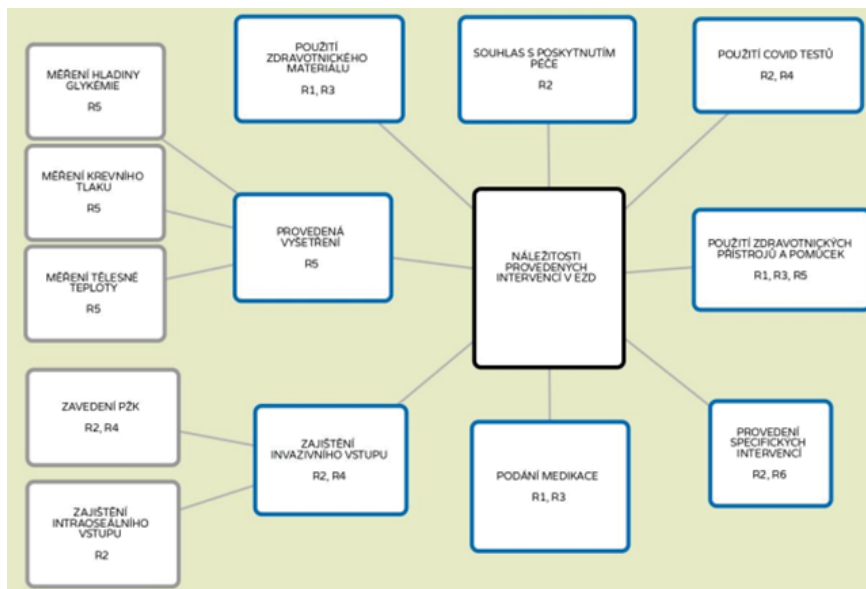 POUŽITÍ
ZDRAVOTNICKÉHO
MATERIÁLU
R1, R3
SOUHLAS S POSKYTNUTÍM
PÉČE
R2
POUŽITÍ COVID TESTŮ
R2, R4
MĚŘENÍ HLADINY
GLYKÉMIE
R5
MĚŘENÍ KREVNÍHO
TLAKU
R5
MĚŘENÍ TĚLESNÉ
TEPLOTY
R5
PROVEDENÁ
VYŠETŘENÍ
R5
NÁLEŽITOSTI
PROVEDENÝCH
INTERVENCÍ V EZD
POUŽITÍ ZDRAVOTNICKÝCH
PŘÍSTROJŮ A POMŮCEK
R1, R3, R5
ZAVEDENÍ PŽK
R2, R4
ZAJIŠTĚNÍ
INTRAOSEÁLNÍHO
VSTUPU
R2
ZAJIŠTĚNÍ
INVAZIVNÍHO VSTUPU
R2, R4
PODÁNÍ MEDIKACE
R1, R3
PROVEDENÍ
SPECIFICKÝCH
INTERVENCÍ
R2, R6